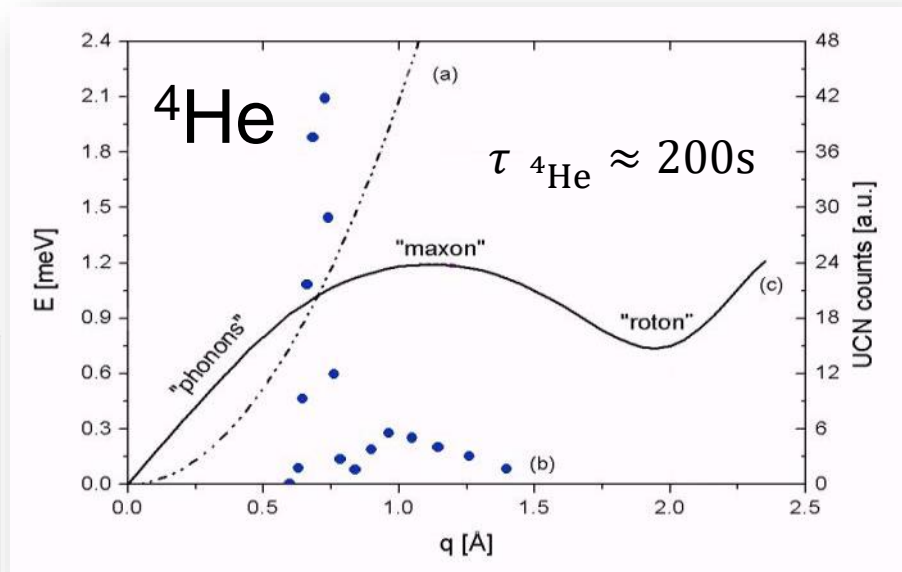 2.4
2.1
1.8
1.5
1.2
0.9
0.6
0.3
0.0
E [meV]
⁴He
τ ⁴He ≈ 200s
(a)
"maxon"
"phonons"
"roton"
(c)
(b)
48
42
36
30
24
18
12
6
0
UCN counts [a.u.]
0.0 0.5 1.0 1.5 2.0 2.5
q [Å]